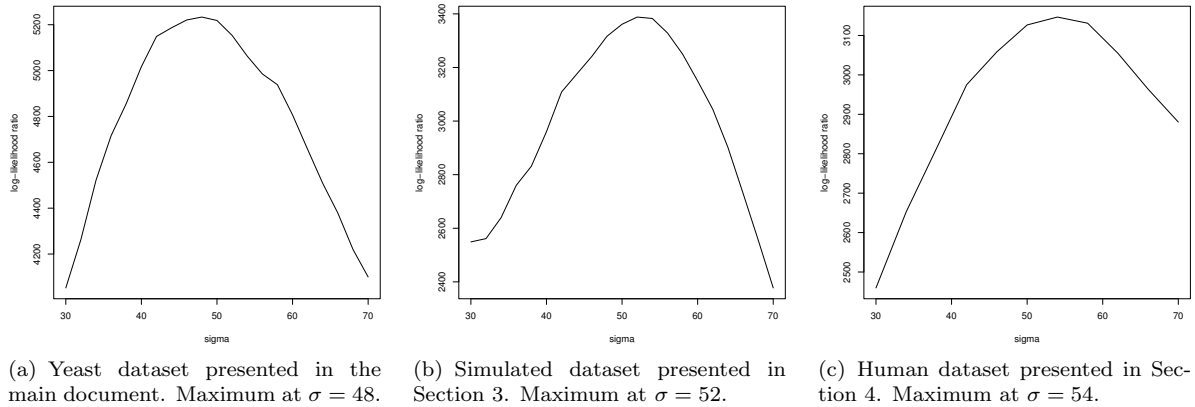 5200
5000
4800
4600
4400
4200
log−likelihood ratio
30 40 50 60 70
sigma
(a) Yeast dataset presented in the
main document. Maximum at σ = 48.
3400
3200
3000
2800
2600
2400
log−likelihood ratio
30 40 50 60 70
sigma
(b) Simulated dataset presented in
Section 3. Maximum at σ = 52.
3100
3000
2900
2800
2700
2600
2500
log−likelihood ratio
30 40 50 60 70
sigma
(c) Human dataset presented in Sec-
tion 4. Maximum at σ = 54.